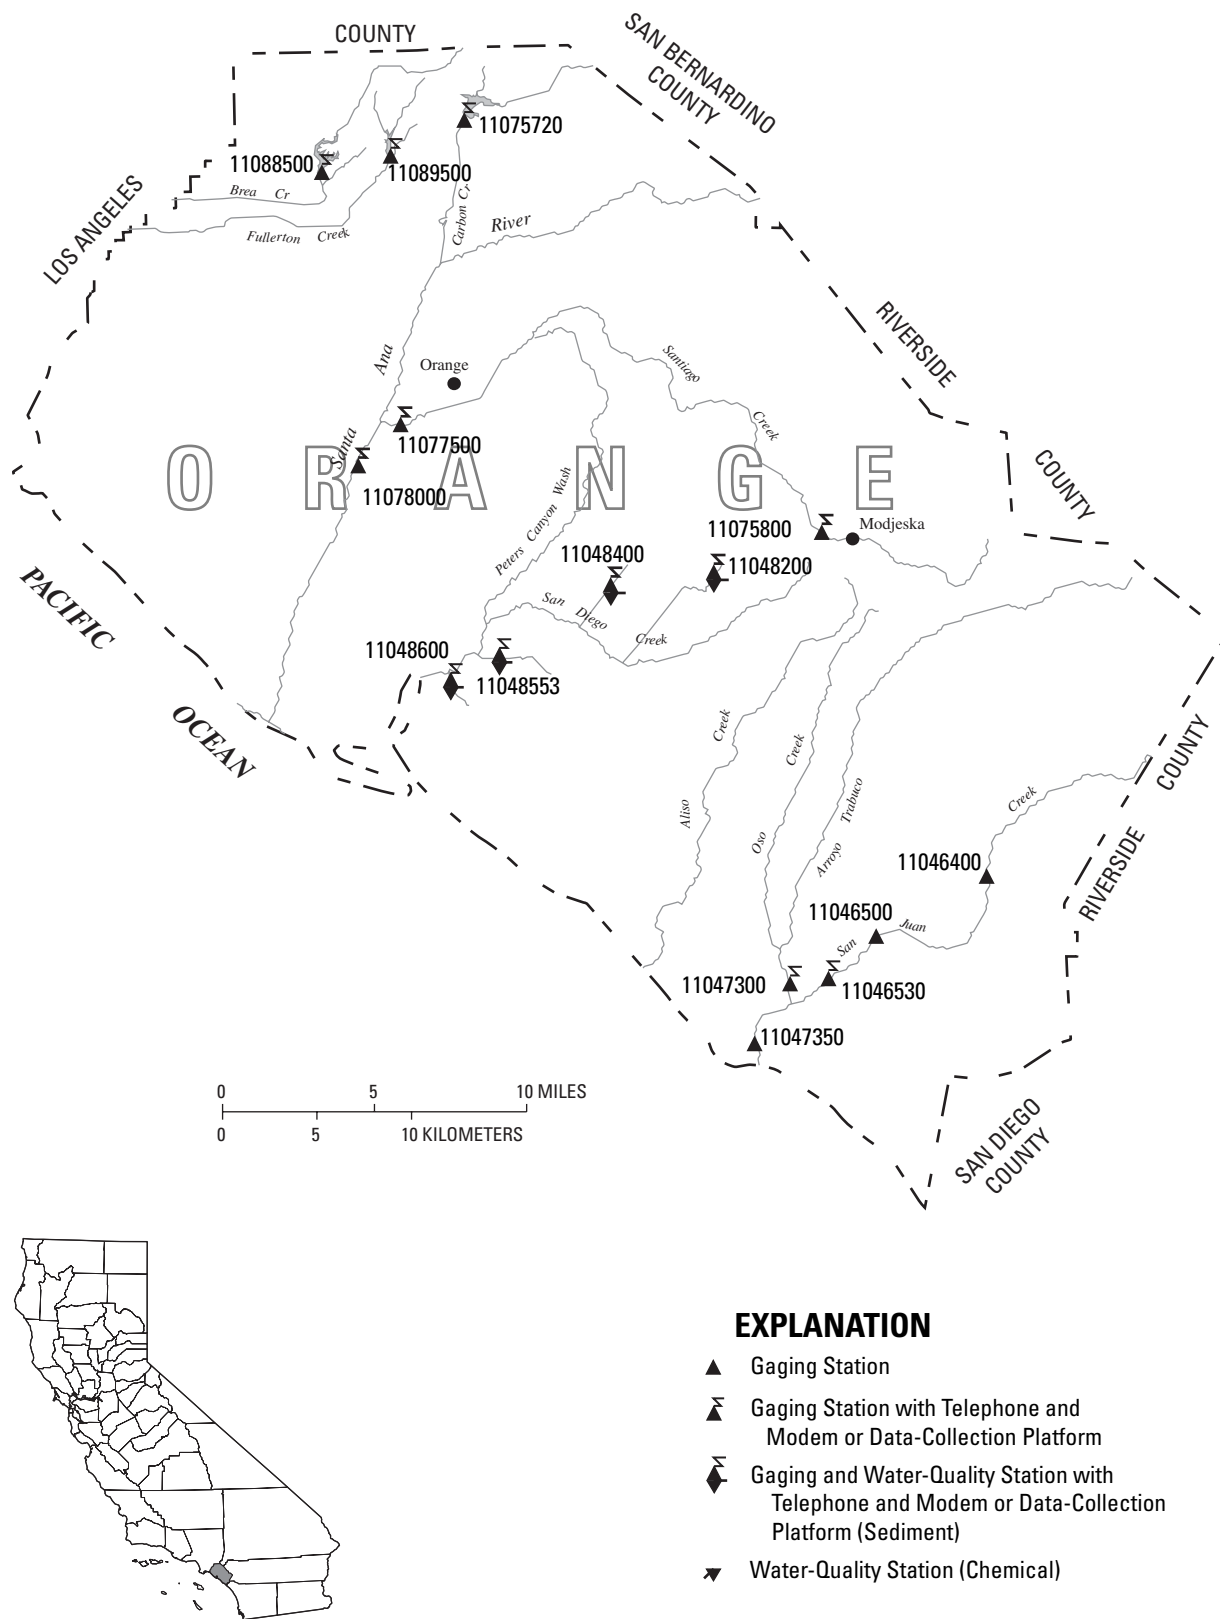 COUNTY
SAN BERNARDINO
COUNTY
11075720
11088500
11089500
Brea Cr
Carbon Cr
LOS ANGELES
Fullerton Creek
River
RIVERSIDE
Ana
Orange
Santiago
Creek
11077500
Santa
ORANGE
COUNTY
11078000
Peters Canyon Wash
11075800
Modjeska
11048400
11048200
PACIFIC
San Diego
Creek
11048600
11048553
OCEAN
Creek
Creek
COUNTY
Aliso
Oso
Arroyo Trabuco
Creek
11046400
RIVERSIDE
11046500
San Juan
11047300
11046530
11047350
0 5 10 MILES
0 5 10 KILOMETERS
SAN DIEGO
COUNTY
EXPLANATION
Gaging Station
Gaging Station with Telephone and
Modem or Data-Collection Platform
Gaging and Water-Quality Station with
Telephone and Modem or Data-Collection
Platform (Sediment)
Water-Quality Station (Chemical)